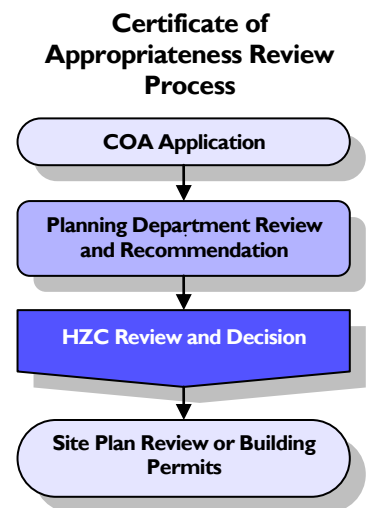 Certificate of
Appropriateness Review
Process
COA Application
Planning Department Review
and Recommendation
HZC Review and Decision
Site Plan Review or Building
Permits